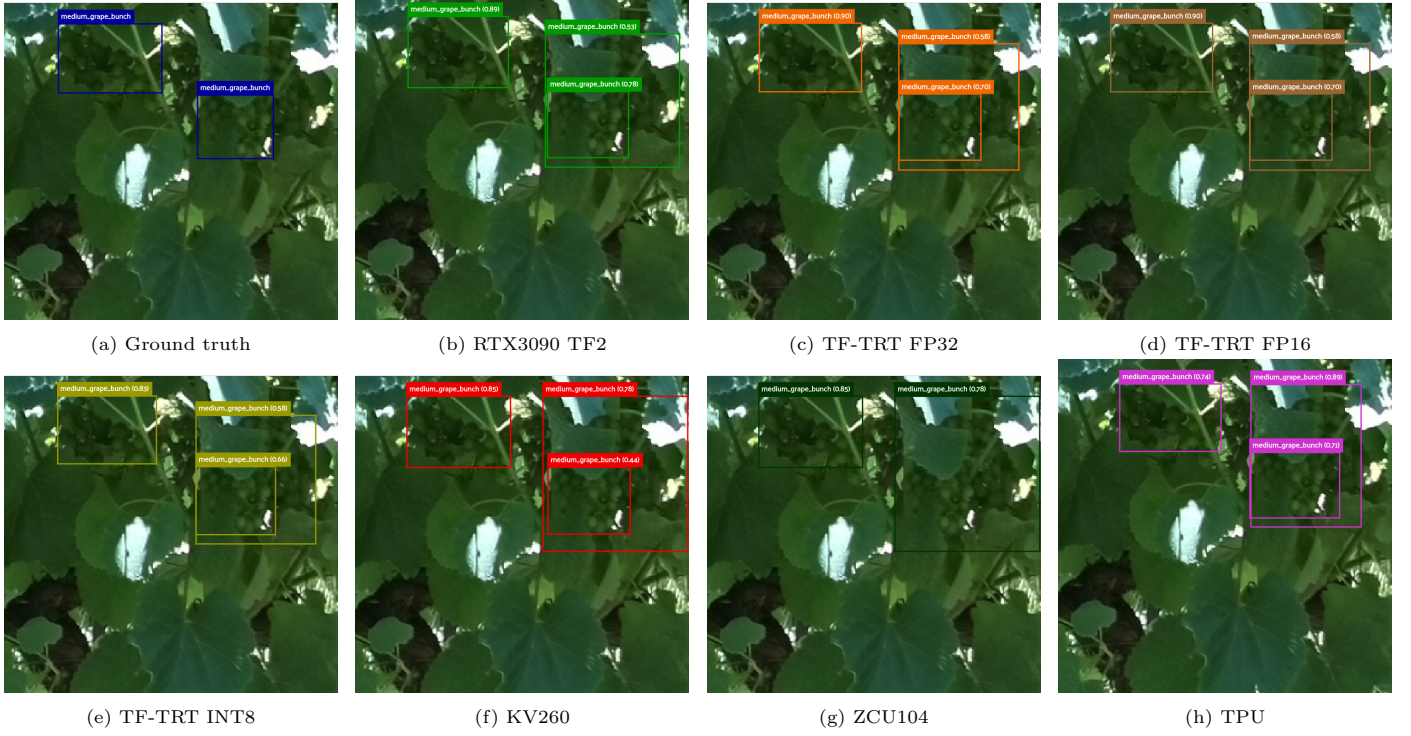 medium_grape_bunch
medium_grape_bunch
medium_grape_bunch (0.89)
medium_grape_bunch (0.53)
medium_grape_bunch (0.78)
medium_grape_bunch (0.90)
medium_grape_bunch (0.58)
medium_grape_bunch (0.70)
medium_grape_bunch (0.90)
medium_grape_bunch (0.58)
medium_grape_bunch (0.70)
(a) Ground truth
(b) RTX3090 TF2
(c) TF-TRT FP32
(d) TF-TRT FP16
medium_grape_bunch (0.83)
medium_grape_bunch (0.58)
medium_grape_bunch (0.66)
medium_grape_bunch (0.85)
medium_grape_bunch (0.78)
medium_grape_bunch (0.44)
medium_grape_bunch (0.85)
medium_grape_bunch (0.78)
medium_grape_bunch (0.74)
medium_grape_bunch (0.89)
medium_grape_bunch (0.71)
(e) TF-TRT INT8
(f) KV260
(g) ZCU104
(h) TPU